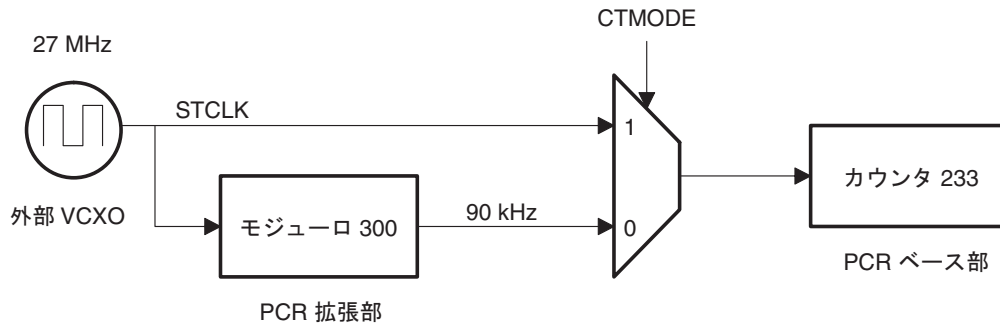 CTMODE
27 MHz
STCLK
1
カウンタ 233
外部 VCXO
モジューロ 300
90 kHz
0
PCR ベース部
PCR 拡張部